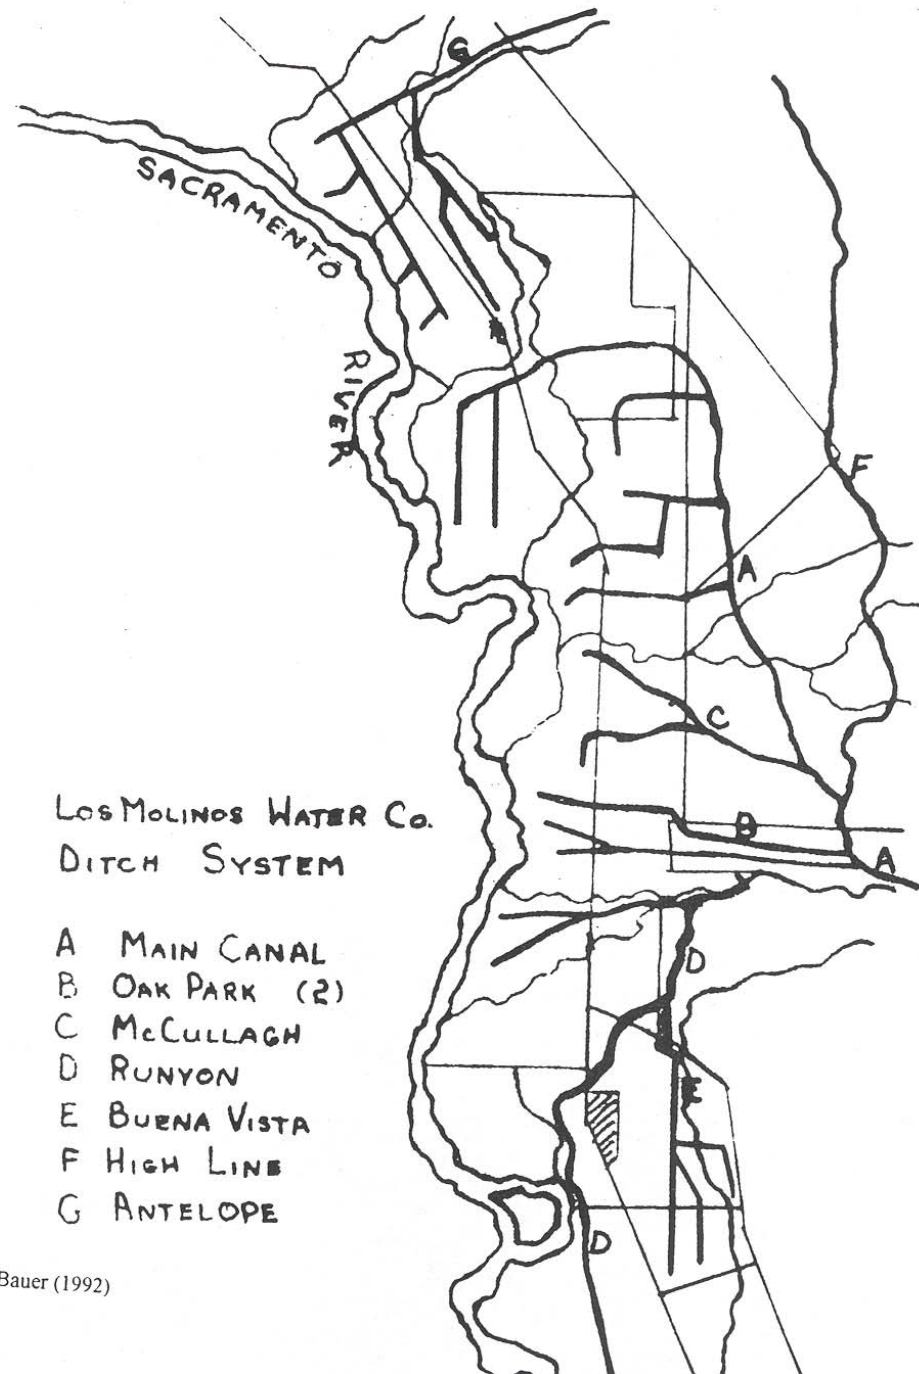 G
SACRAMENTO
RIVER
F
A
C
B
A
D
E
D
LOS MOLINOS WATER CO.
DITCH SYSTEM
A MAIN CANAL
B OAK PARK (2)
C MCCULLAGH
D RUNYON
E BUENA VISTA
F HIGH LINE
G ANTELOPE
Bauer (1992)